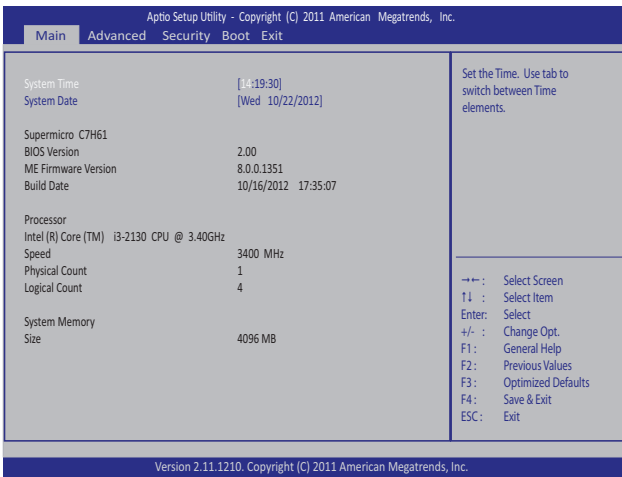 Aptio Setup Utility - Copyright (C) 2011 American Megatrends, Inc.
Main Advanced Security Boot Exit
System Time [14:19:30]
System Date [Wed 10/22/2012]
Supermicro C7H61
BIOS Version 2.00
ME Firmware Version 8.0.0.1351
Build Date 10/16/2012 17:35:07
Processor
Intel (R) Core (TM) i3-2130 CPU @ 3.40GHz
Speed 3400 MHz
Physical Count 1
Logical Count 4
System Memory
Size 4096 MB
Set the Time. Use tab to
switch between Time
elements.
→←: Select Screen
↑↓ : Select Item
Enter: Select
+/- : Change Opt.
F1: General Help
F2: Previous Values
F3: Optimized Defaults
F4: Save & Exit
ESC: Exit
Version 2.11.1210. Copyright (C) 2011 American Megatrends, Inc.